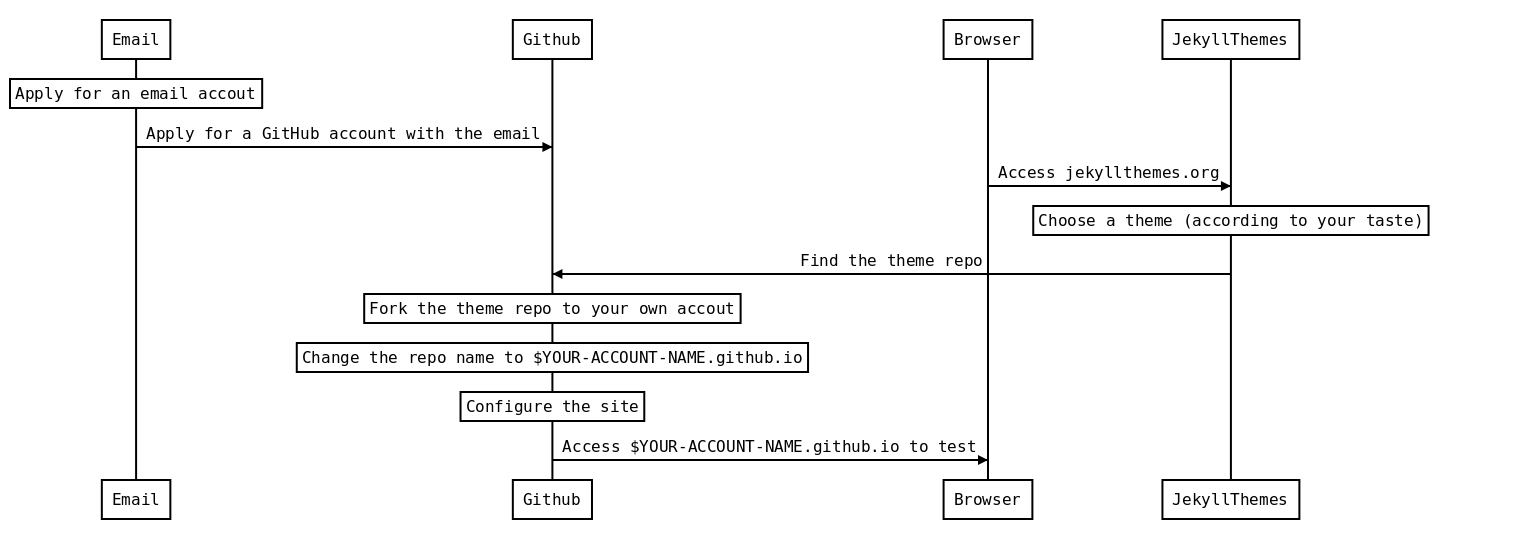 Email
Github
Browser
JekyllThemes
Apply for an email accout
Apply for a GitHub account with the email
Access jekyllthemes.org
Choose a theme (according to your taste)
Find the theme repo
Fork the theme repo to your own accout
Change the repo name to $YOUR-ACCOUNT-NAME.github.io
Configure the site
Access $YOUR-ACCOUNT-NAME.github.io to test
Email
Github
Browser
JekyllThemes